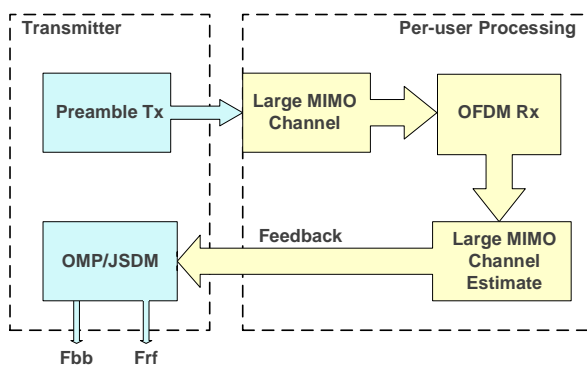 Transmitter
Per-user Processing
Preamble Tx
Large MIMO
Channel
OFDM Rx
Feedback
OMP/JSDM
Large MIMO
Channel
Estimate
Fbb
Frf